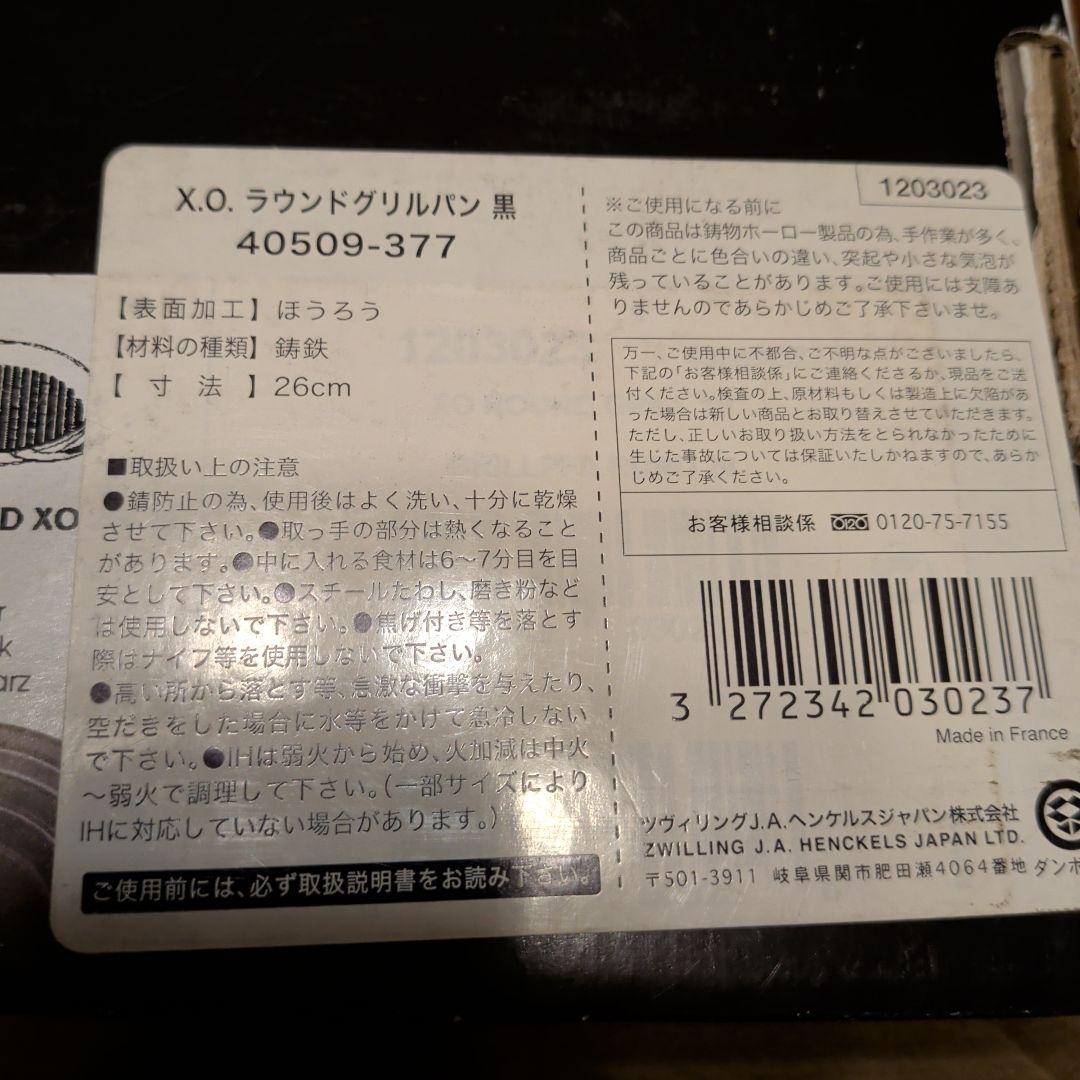 X.O. ラウンドグリルパン 黒
40509-377
【表面加工】ほうろう
【材料の種類】鋳鉄
【 寸 法 】26cm
■取扱い上の注意
●錆防止の為、使用後はよく洗い、十分に乾燥
させて下さい。●取っ手の部分は熱くなること
があります。●中に入れる食材は6〜7分目を目
安として下さい。●スチールたわし、磨き粉など
は使用しないで下さい。●焦げ付き等を落とす
際はナイフ等を使用しないで下さい。
●高い所から落とす等、急激な衝撃を与えたり、
空だきをした場合に水等をかけて急冷しない
で下さい。●IHは弱火から始め、火加減は中火
〜弱火で調理して下さい。(一部サイズにより
IHに対応していない場合があります。)
ご使用前には、必ず取扱説明書をお読み下さい。
1203023
※ご使用になる前に
この商品は鋳物ホーロー製品の為、手作業が多く、
商品ごとに色合いの違い、突起や小さな気泡が
残っていることがあります。ご使用には支障あ
りませんのであらかじめご了承下さいませ。
万一、ご使用中に不都合、ご不明な点がございましたら、
下記の「お客様相談係」にご連絡くださるか、現品をご送
付ください。検査の上、原材料もしくは製造上に欠陥があ
った場合は新しい商品とお取り替えさせていただきます。
ただし、正しいお取り扱い方法をとられなかったために
生じた事故については保証いたしかねますので、あらか
じめご了承ください。
お客様相談係 0120-75-7155
3 272342 030237
Made in France
ツヴィリングJ.A.ヘンケルスジャパン株式会社
ZWILLING J.A. HENCKELS JAPAN LTD.
〒501-3911 岐阜県関市肥田瀬4064番地 ダンボ
D XO
r
k
arz